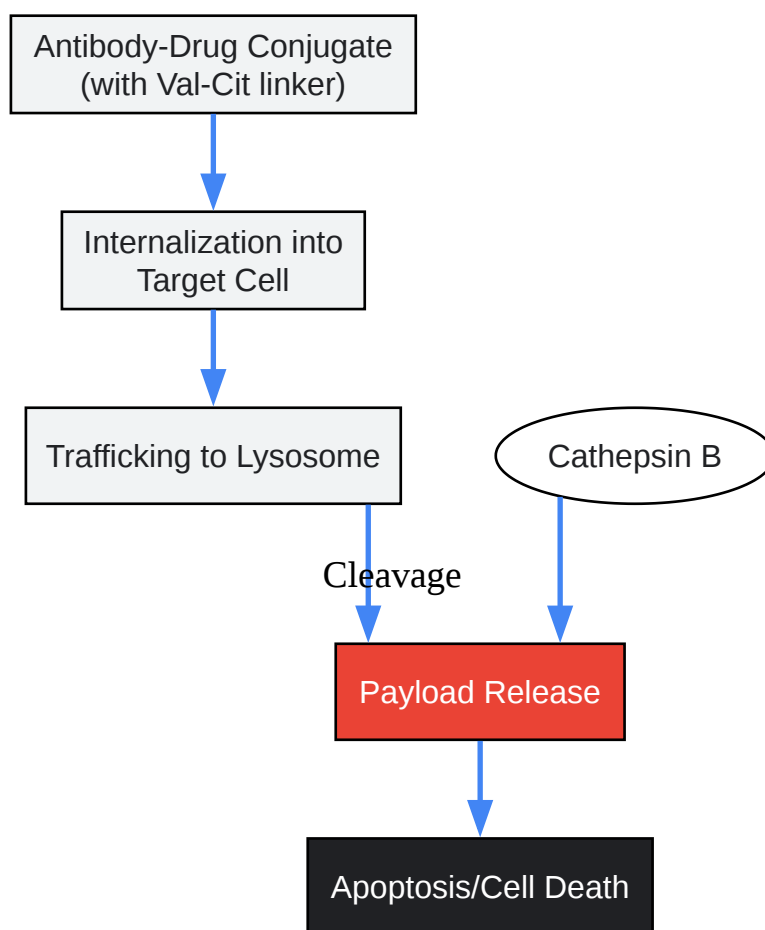 Antibody-Drug Conjugate
(with Val-Cit linker)
Internalization into
Target Cell
Trafficking to Lysosome
Cathepsin B
Cleavage
Payload Release
Apoptosis/Cell Death